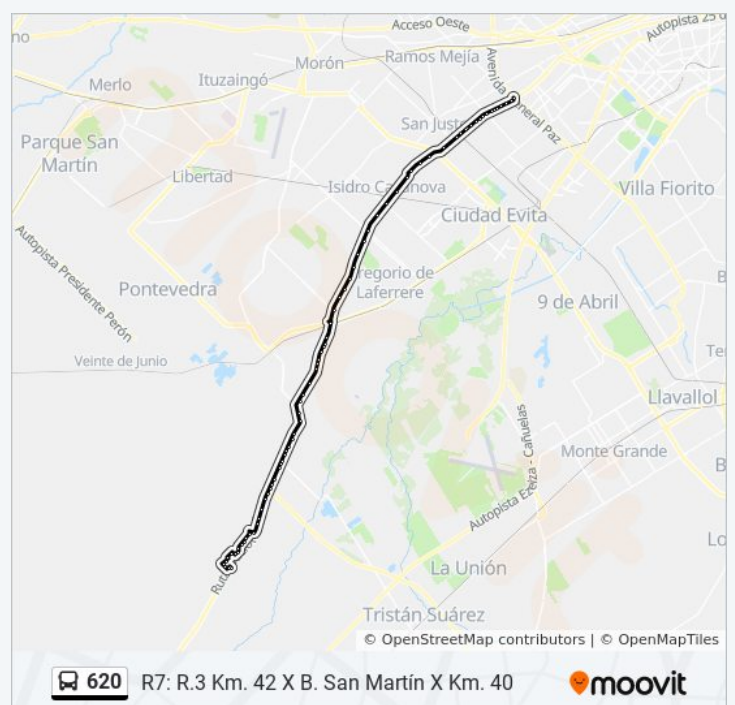 Acceso Oeste
Autopista 25 d
no
Morón
Ramos Mejía
Merlo
Ituzaingó
Avenida General Paz
Parque San
Martín
San Justo
Libertad
Isidro Casanova
Villa Fiorito
Ciudad Evita
Autopista Presidente Perón
Gregorio de
Laferrere
Pontevedra
9 de Abril
B
Veinte de Junio
Te
Llavallol
Monte Grande
B
Autopista Ezeiza - Cañuelas
Lo
La Unión
Ruta
Tristán Suárez
© OpenStreetMap contributors | © OpenMapTiles
620 R7: R.3 Km. 42 X B. San Martín X Km. 40
moovit